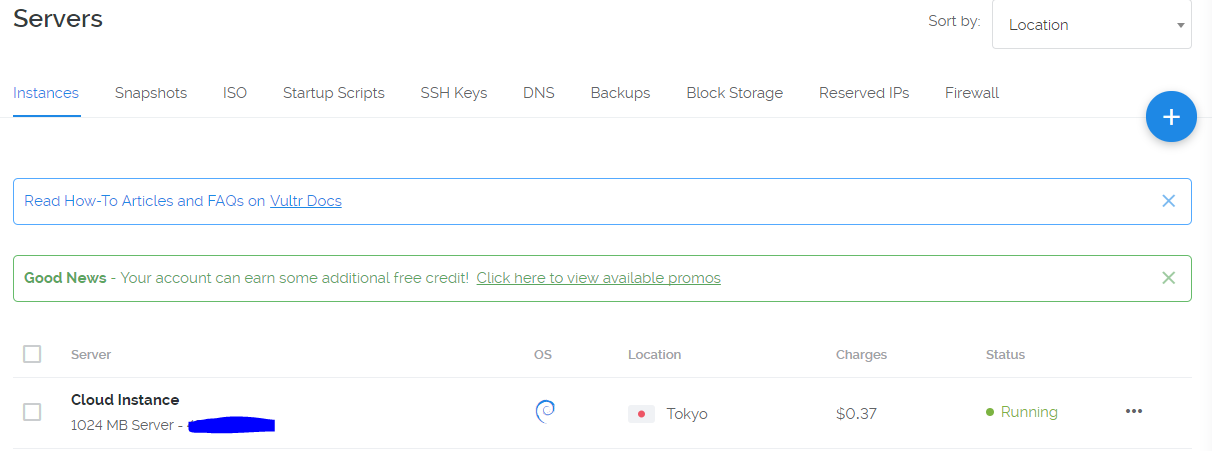 Servers
Sort by:
Location
Instances Snapshots ISO Startup Scripts SSH Keys DNS Backups Block Storage Reserved IPs Firewall
+
Read How-To Articles and FAQs on Vultr Docs ×
Good News - Your account can earn some additional free credit! Click here to view available promos ×
Server OS Location Charges Status
Cloud Instance
1024 MB Server -
Tokyo $0.37 Running •••